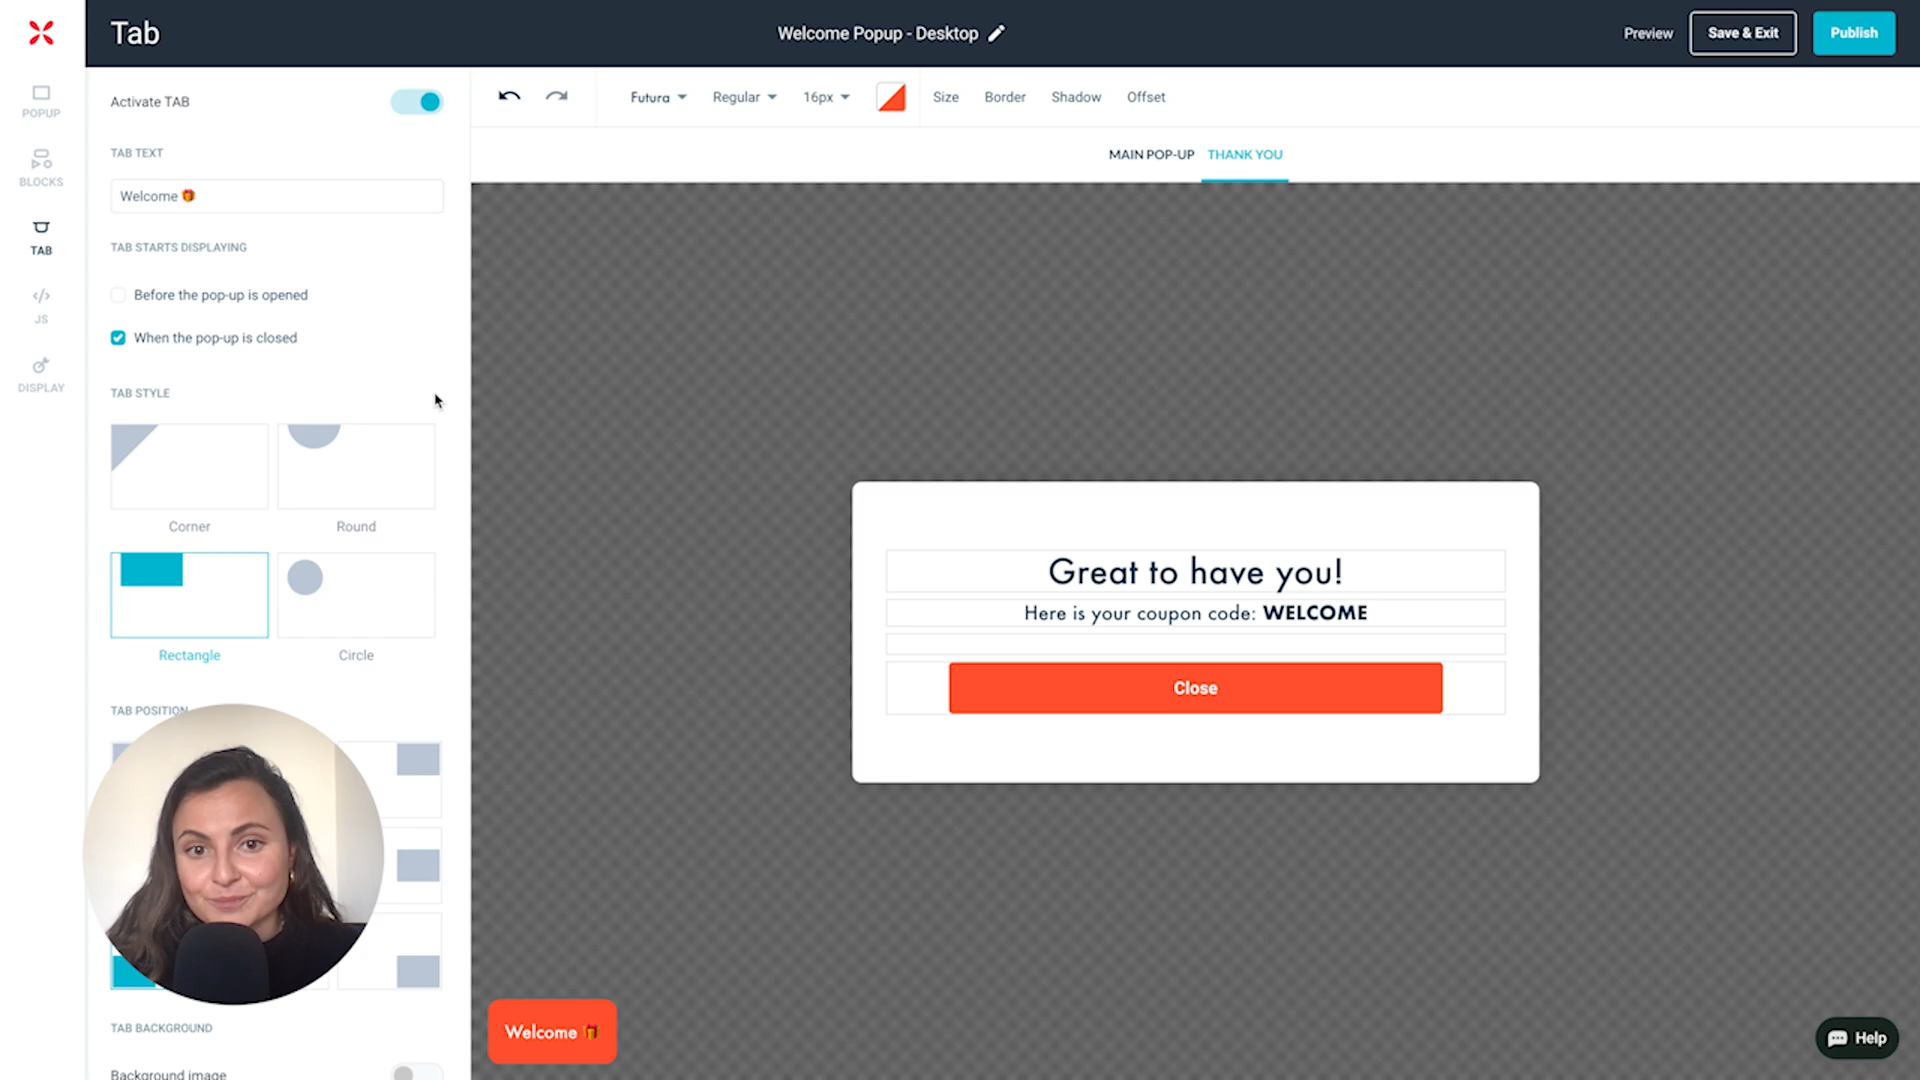 Tab
Welcome Popup - Desktop
Preview
Save & Exit
Publish
POPUP
BLOCKS
TAB
JS
DISPLAY
Activate TAB
TAB TEXT
Welcome 🎁
TAB STARTS DISPLAYING
Before the pop-up is opened
When the pop-up is closed
TAB STYLE
Corner
Round
Rectangle
Circle
TAB POSITION
TAB BACKGROUND
Background image
Futura
Regular
16px
Size
Border
Shadow
Offset
MAIN POP-UP
THANK YOU
Great to have you!
Here is your coupon code: WELCOME
Close
Welcome 🎁
Help